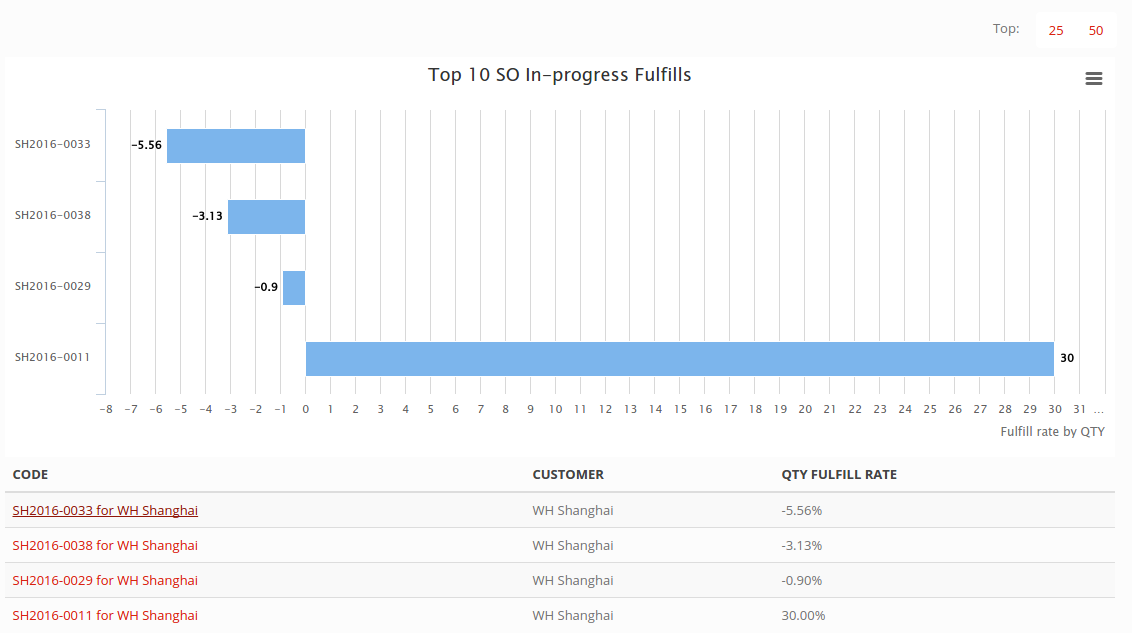 Top: 25 50
Top 10 SO In-progress Fulfills
SH2016-0033 -5.56
SH2016-0038 -3.13
SH2016-0029 -0.9
SH2016-0011 30
-8 -7 -6 -5 -4 -3 -2 -1 0 1 2 3 4 5 6 7 8 9 10 11 12 13 14 15 16 17 18 19 20 21 22 23 24 25 26 27 28 29 30 31 ...
Fulfill rate by QTY
CODE CUSTOMER QTY FULFILL RATE
SH2016-0033 for WH Shanghai WH Shanghai -5.56%
SH2016-0038 for WH Shanghai WH Shanghai -3.13%
SH2016-0029 for WH Shanghai WH Shanghai -0.90%
SH2016-0011 for WH Shanghai WH Shanghai 30.00%